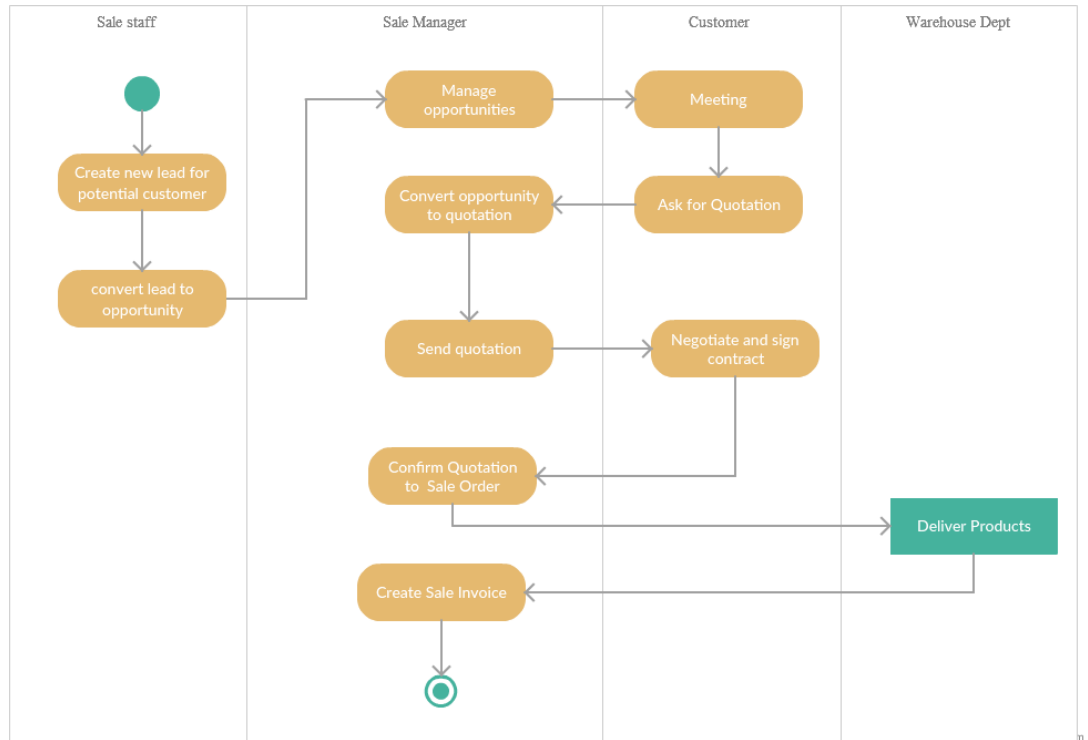 Sale staff
Sale Manager
Customer
Warehouse Dept
Manage
opportunities
Meeting
Create new lead for
potential customer
Convert opportunity
to quotation
Ask for Quotation
convert lead to
opportunity
Send quotation
Negotiate and sign
contract
Confirm Quotation
to Sale Order
Deliver Products
Create Sale Invoice